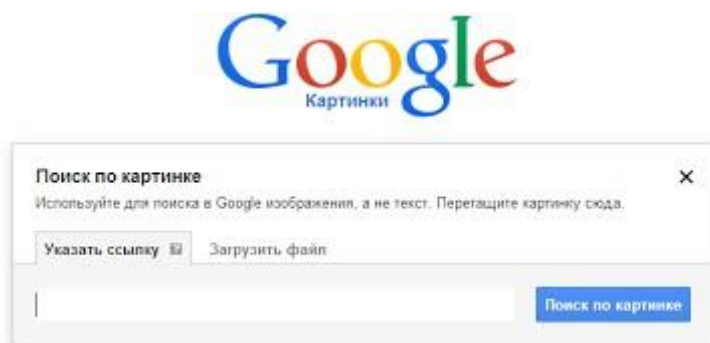 Google
Картинки
Поиск по картинке
Используйте для поиска в Google изображения, а не текст. Перетащите картинку сюда.
Указать ссылку Загрузить файл
Поиск по картинке